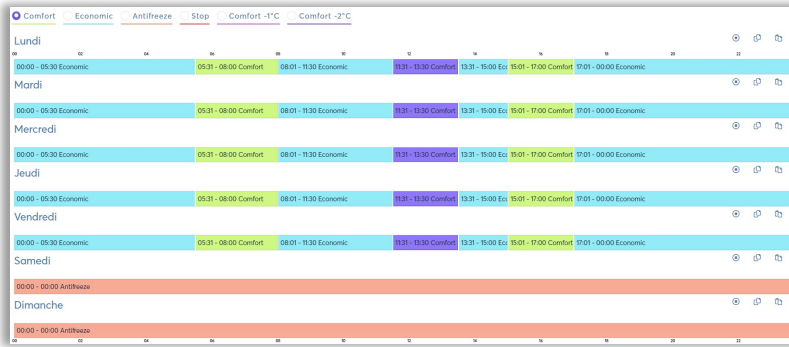 Comfort Economic Antifreeze Stop Comfort -1°C Comfort -2°C
Lundi
00 02 04 06 08 10 12 14 16 18 20 22
00:00 - 05:30 Economic 05:31 - 08:00 Comfort 08:01 - 11:30 Economic 11:31 - 13:30 Comfort 13:31 - 15:00 Ec 15:01 - 17:00 Comfort 17:01 - 00:00 Economic
Mardi
00:00 - 05:30 Economic 05:31 - 08:00 Comfort 08:01 - 11:30 Economic 11:31 - 13:30 Comfort 13:31 - 15:00 Ec 15:01 - 17:00 Comfort 17:01 - 00:00 Economic
Mercredi
00:00 - 05:30 Economic 05:31 - 08:00 Comfort 08:01 - 11:30 Economic 11:31 - 13:30 Comfort 13:31 - 15:00 Ec 15:01 - 17:00 Comfort 17:01 - 00:00 Economic
Jeudi
00:00 - 05:30 Economic 05:31 - 08:00 Comfort 08:01 - 11:30 Economic 11:31 - 13:30 Comfort 13:31 - 15:00 Ec 15:01 - 17:00 Comfort 17:01 - 00:00 Economic
Vendredi
00:00 - 05:30 Economic 05:31 - 08:00 Comfort 08:01 - 11:30 Economic 11:31 - 13:30 Comfort 13:31 - 15:00 Ec 15:01 - 17:00 Comfort 17:01 - 00:00 Economic
Samedi
00:00 - 00:00 Antifreeze
Dimanche
00:00 - 00:00 Antifreeze
00 02 04 06 08 10 12 14 16 18 20 22